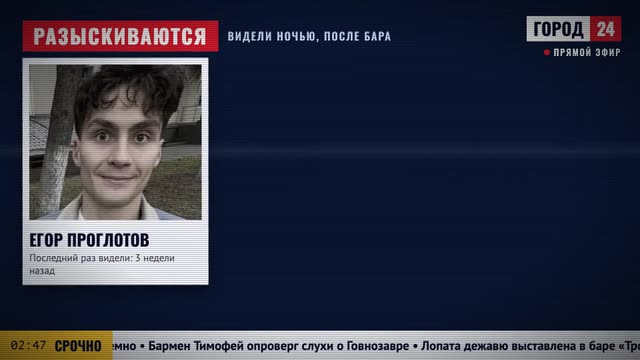 РАЗЫСКИВАЮТСЯ
ВИДЕЛИ НОЧЬЮ, ПОСЛЕ БАРА
ГОРОД 24
ПРЯМОЙ ЭФИР
ЕГОР ПРОГЛОТОВ
Последний раз видели: 3 недели
назад
02:47 СРОЧНО • Бармен Тимофей опроверг слухи о Говнозавре • Лопата дежавю выставлена в баре